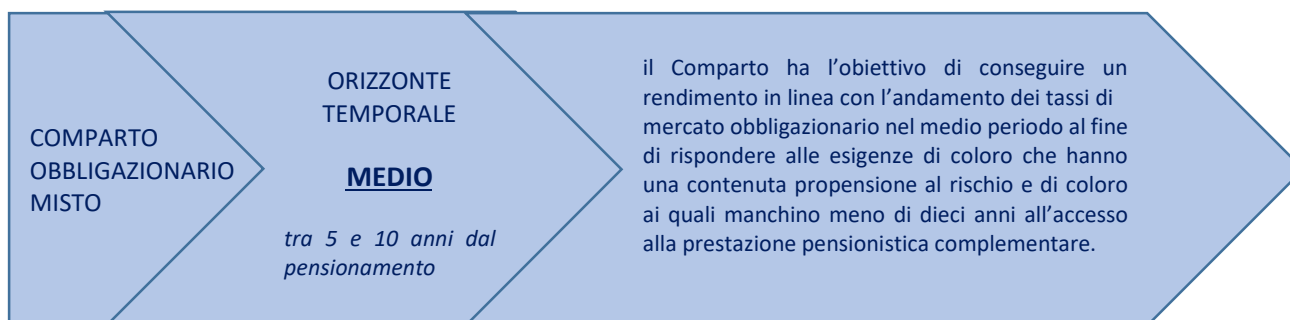 COMPARTO
OBBLIGAZIONARIO
MISTO
ORIZZONTE
TEMPORALE
MEDIO
tra 5 e 10 anni dal
pensionamento
il Comparto ha l’obiettivo di conseguire un
rendimento in linea con l’andamento dei tassi di
mercato obbligazionario nel medio periodo al fine
di rispondere alle esigenze di coloro che hanno
una contenuta propensione al rischio e di coloro
ai quali manchino meno di dieci anni all’accesso
alla prestazione pensionistica complementare.